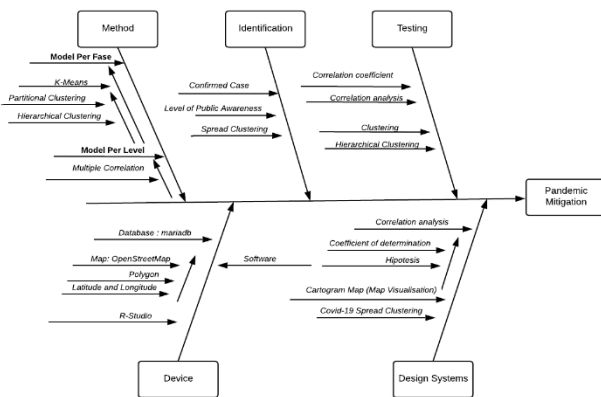 Method
Identification
Testing
Model Per Fase
K-Means
Partitional Clustering
Hierarchical Clustering
Model Per Level
Multiple Correlation
Confirmed Case
Level of Public Awareness
Spread Clustering
Correlation coefficient
Correlation analysis
Clustering
Hierarchical Clustering
Pandemic
Mitigation
Database : mariadb
Map: OpenStreetMap
Polygon
Latitude and Longitude
R-Studio
Software
Correlation analysis
Coefficient of determination
Hipotesis
Cartogram Map (Map Visualisation)
Covid-19 Spread Clustering
Device
Design Systems